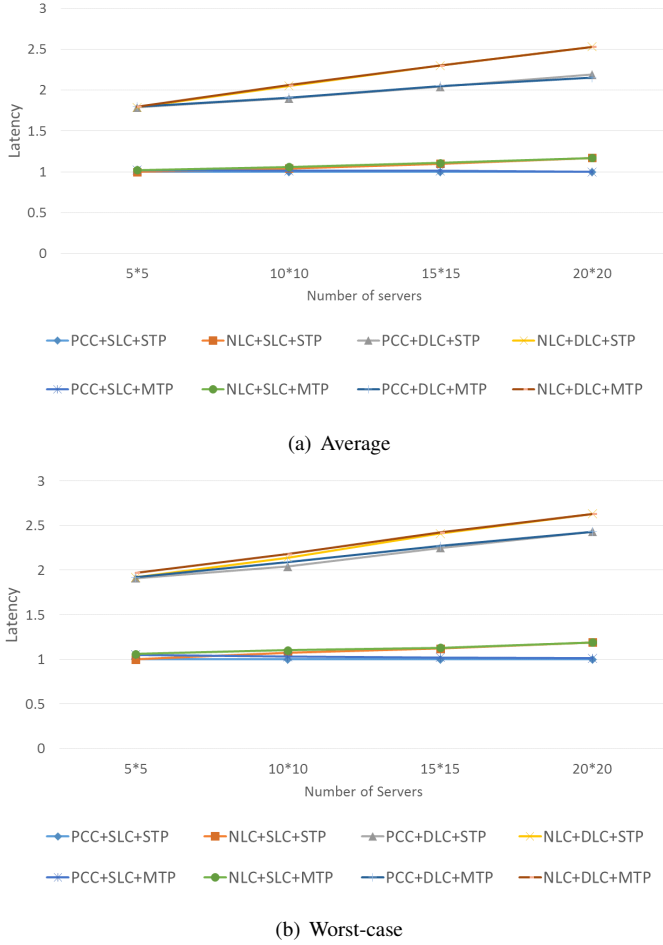 3
2.5
2
1.5
1
0.5
0
Latency
5*5 10*10 15*15 20*20
Number of servers
PCC+SLC+STP NLC+SLC+STP PCC+DLC+STP NLC+DLC+STP
PCC+SLC+MTP NLC+SLC+MTP PCC+DLC+MTP NLC+DLC+MTP
(a) Average
3
2.5
2
1.5
1
0.5
0
Latency
5*5 10*10 15*15 20*20
Number of Servers
PCC+SLC+STP NLC+SLC+STP PCC+DLC+STP NLC+DLC+STP
PCC+SLC+MTP NLC+SLC+MTP PCC+DLC+MTP NLC+DLC+MTP
(b) Worst-case